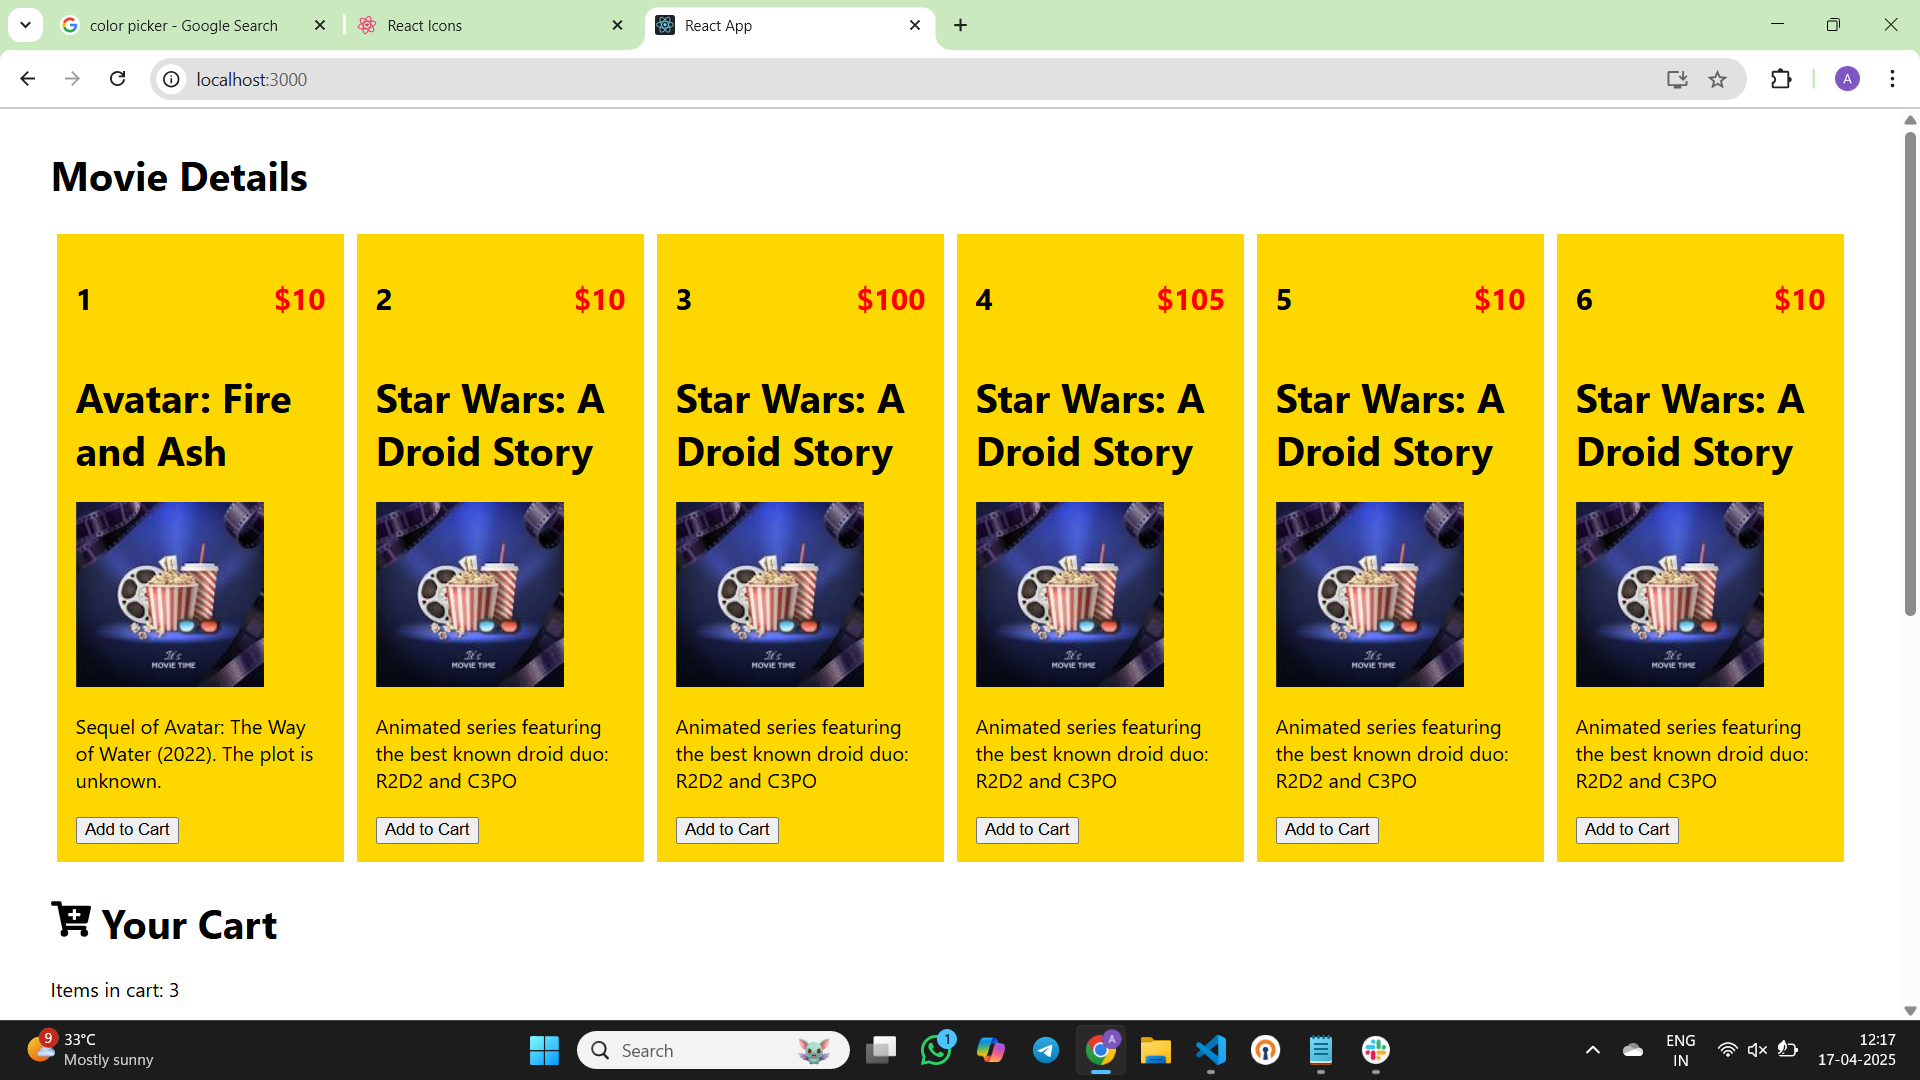 color picker - Google Search
React Icons
React App
localhost:3000
A
Movie Details
1 $10
2 $10
3 $100
4 $105
5 $10
6 $10
Avatar: Fire
and Ash
Star Wars: A
Droid Story
Star Wars: A
Droid Story
Star Wars: A
Droid Story
Star Wars: A
Droid Story
Star Wars: A
Droid Story
It's
MOVIE TIME
It's
MOVIE TIME
It's
MOVIE TIME
It's
MOVIE TIME
It's
MOVIE TIME
It's
MOVIE TIME
Sequel of Avatar: The Way
of Water (2022). The plot is
unknown.
Animated series featuring
the best known droid duo:
R2D2 and C3PO
Animated series featuring
the best known droid duo:
R2D2 and C3PO
Animated series featuring
the best known droid duo:
R2D2 and C3PO
Animated series featuring
the best known droid duo:
R2D2 and C3PO
Animated series featuring
the best known droid duo:
R2D2 and C3PO
Add to Cart
Add to Cart
Add to Cart
Add to Cart
Add to Cart
Add to Cart
Your Cart
Items in cart: 3
9
33°C
Mostly sunny
Search
1
A
ENG
IN
12:17
17-04-2025